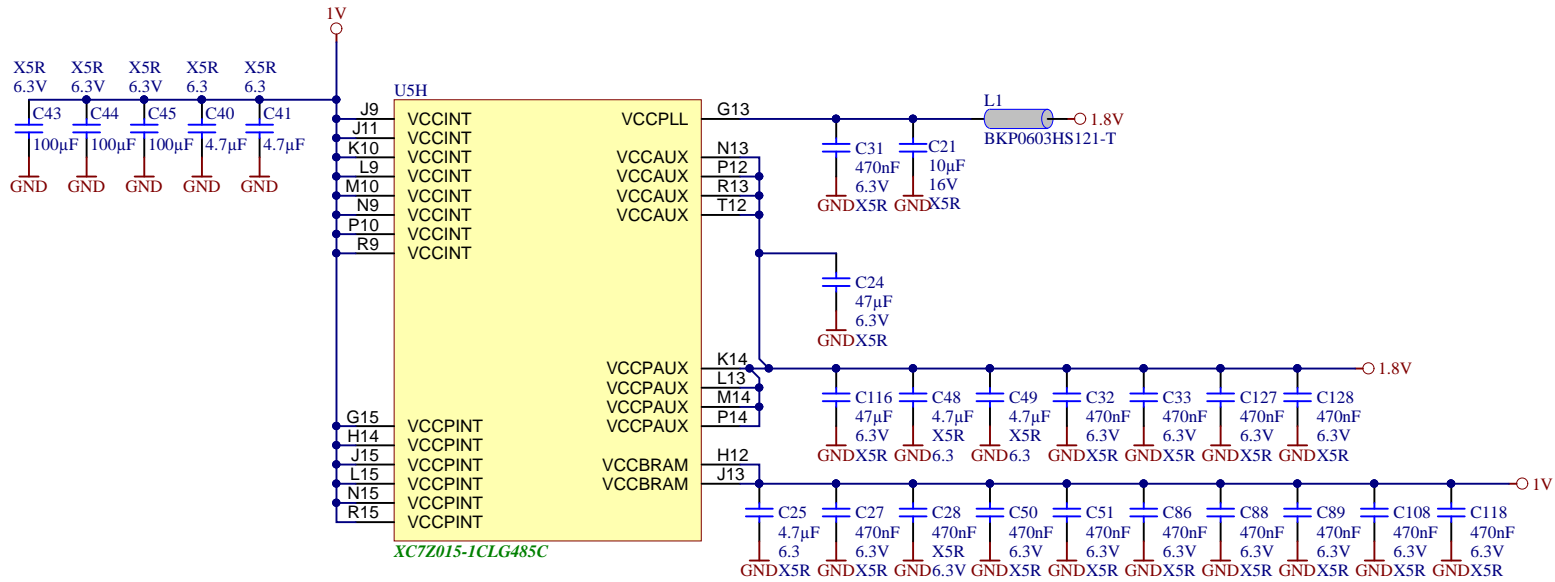 1V
X5R
6.3V
C43
100µF
GND
X5R
6.3V
C44
100µF
GND
X5R
6.3V
C45
100µF
GND
X5R
6.3
C40
4.7µF
GND
X5R
6.3
C41
4.7µF
GND
U5H
J9 VCCINT
J11 VCCINT
K10 VCCINT
L9 VCCINT
M10 VCCINT
N9 VCCINT
P10 VCCINT
R9 VCCINT
G15 VCCPINT
H14 VCCPINT
J15 VCCPINT
L15 VCCPINT
N15 VCCPINT
R15 VCCPINT
VCCPLL G13
VCCAUX N13
VCCAUX P12
VCCAUX R13
VCCAUX T12
VCCPAUX K14
VCCPAUX L13
VCCPAUX M14
VCCPAUX P14
VCCBRAM H12
VCCBRAM J13
XC7Z015-1CLG485C
L1
BKP0603HS121-T
1.8V
C31
470nF
6.3V
GND X5R
C21
10µF
16V
GND X5R
C24
47µF
6.3V
GND X5R
1.8V
C116
47µF
6.3V
GND X5R
C48
4.7µF
X5R
GND 6.3
C49
4.7µF
X5R
GND 6.3
C32
470nF
6.3V
GND X5R
C33
470nF
6.3V
GND X5R
C127
470nF
6.3V
GND X5R
C128
470nF
6.3V
GND X5R
1V
C25
4.7µF
6.3
GND X5R
C27
470nF
6.3V
GND X5R
C28
470nF
X5R
GND 6.3V
C50
470nF
6.3V
GND X5R
C51
470nF
6.3V
GND X5R
C86
470nF
6.3V
GND X5R
C88
470nF
6.3V
GND X5R
C89
470nF
6.3V
GND X5R
C108
470nF
6.3V
GND X5R
C118
470nF
6.3V
GND X5R